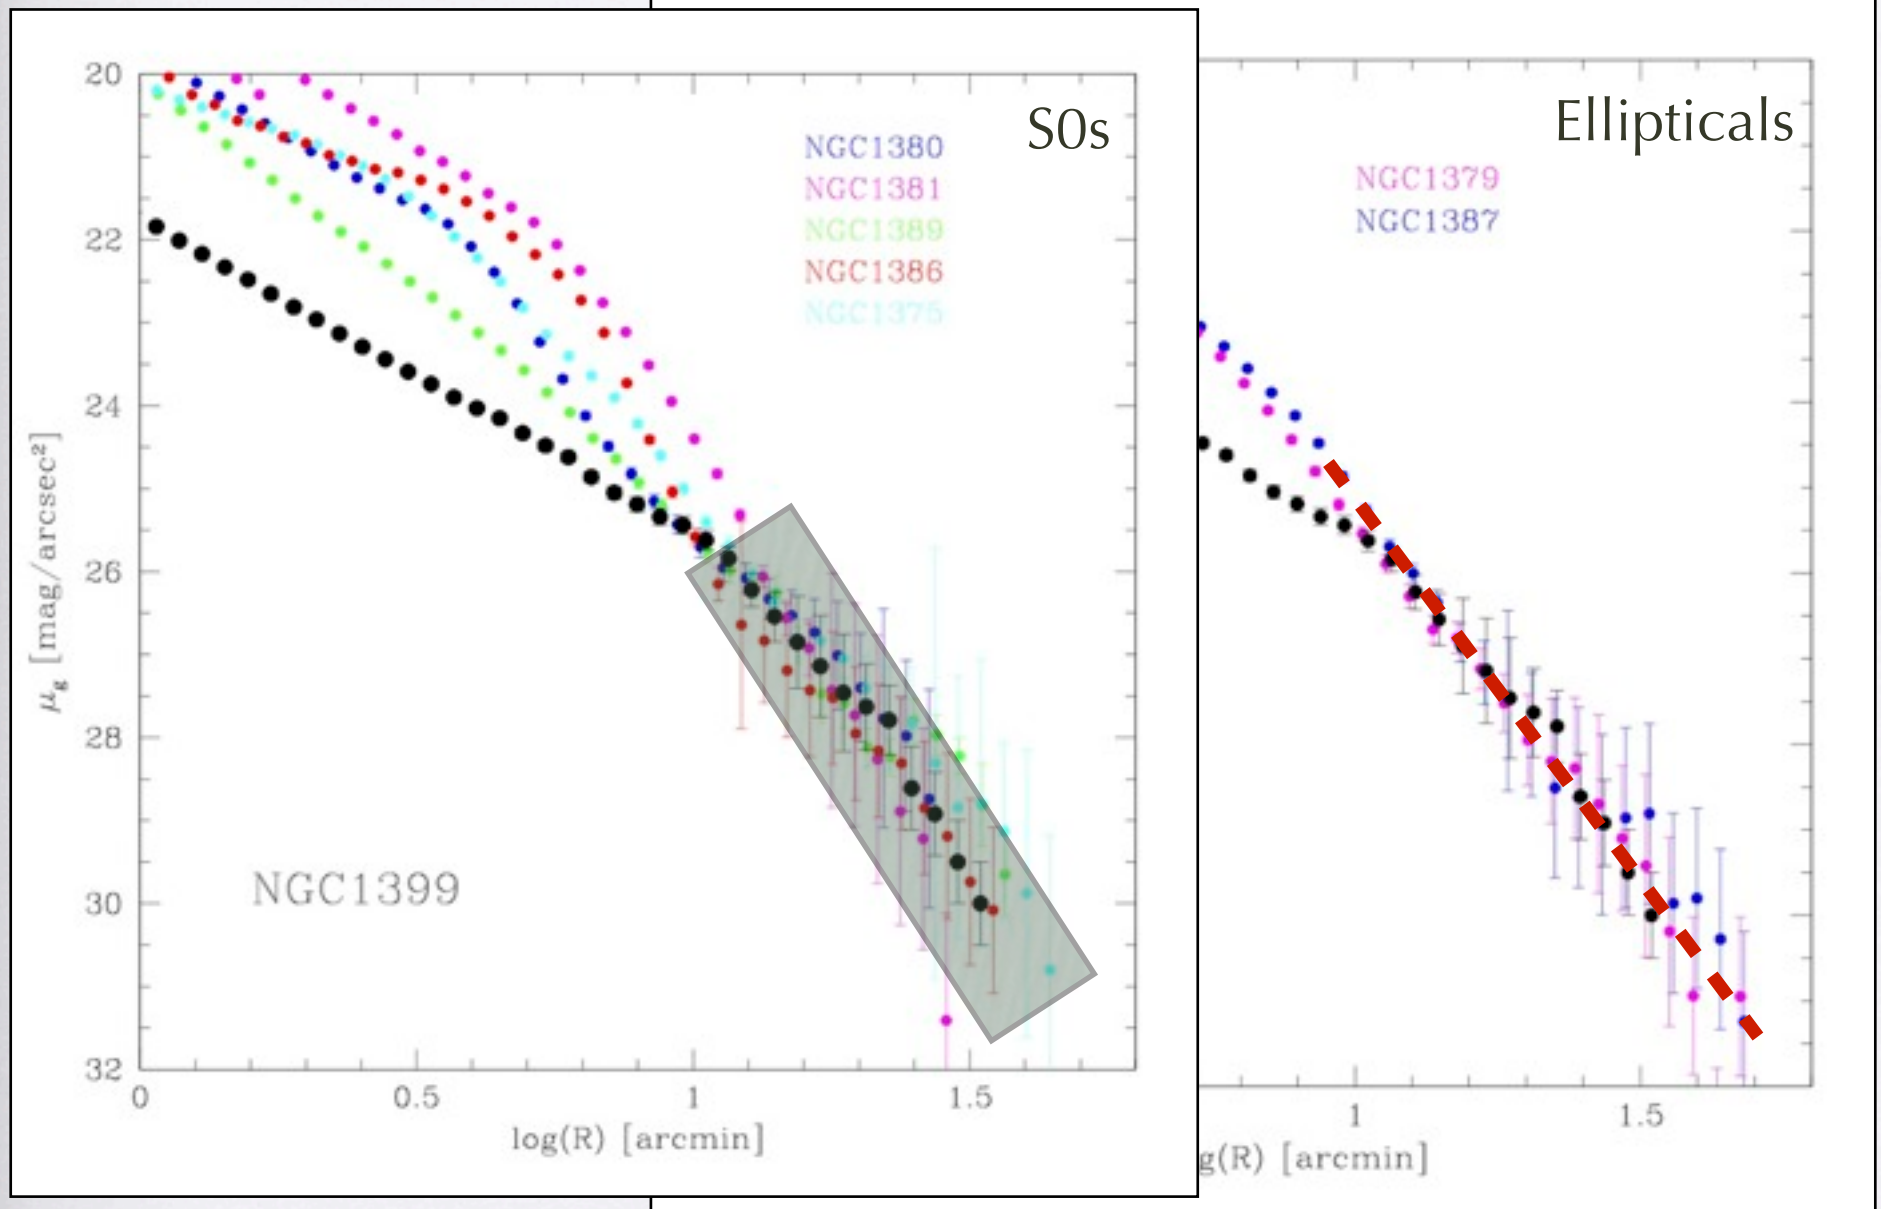 S0s
NGC1380
NGC1381
NGC1389
NGC1386
NGC1375
NGC1399
20
22
24
26
28
30
32
μg [mag/arcsec²]
0
0.5
1
1.5
log(R) [arcmin]
Ellipticals
NGC1379
NGC1387
1
1.5
g(R) [arcmin]